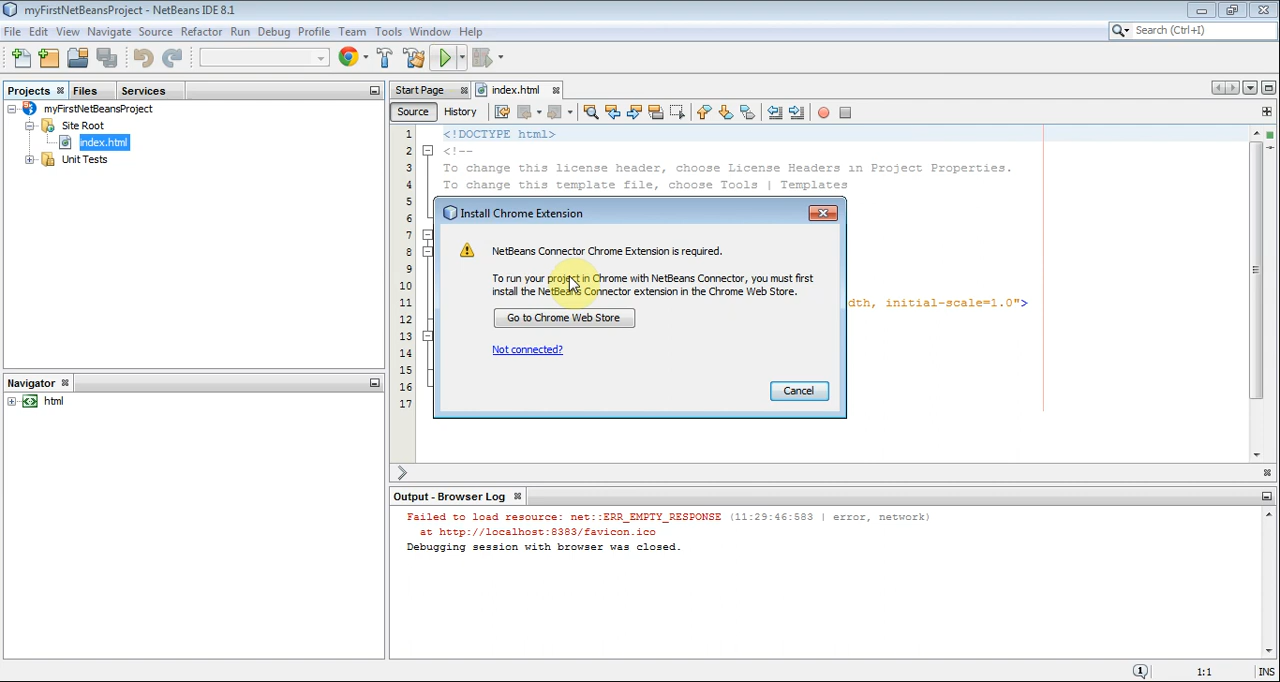 myFirstNetBeansProject - NetBeans IDE 8.1
File Edit View Navigate Source Refactor Run Debug Profile Team Tools Window Help
Search (Ctrl+I)
Projects Files Services
myFirstNetBeansProject
Site Root
index.html
Unit Tests
Navigator
html
Start Page index.html
Source History
1 <!DOCTYPE html>
2 <!--
3 To change this license header, choose License Headers in Project Properties.
4 To change this template file, choose Tools | Templates
5
6
7
8
9
10
11 dth, initial-scale=1.0">
12
13
14
15
16
17
Install Chrome Extension
NetBeans Connector Chrome Extension is required.
To run your project in Chrome with NetBeans Connector, you must first
install the NetBeans Connector extension in the Chrome Web Store.
Go to Chrome Web Store
Not connected?
Cancel
Output - Browser Log
Failed to load resource: net::ERR_EMPTY_RESPONSE (11:29:46:583 | error, network)
at http://localhost:8383/favicon.ico
Debugging session with browser was closed.
1 1:1 INS